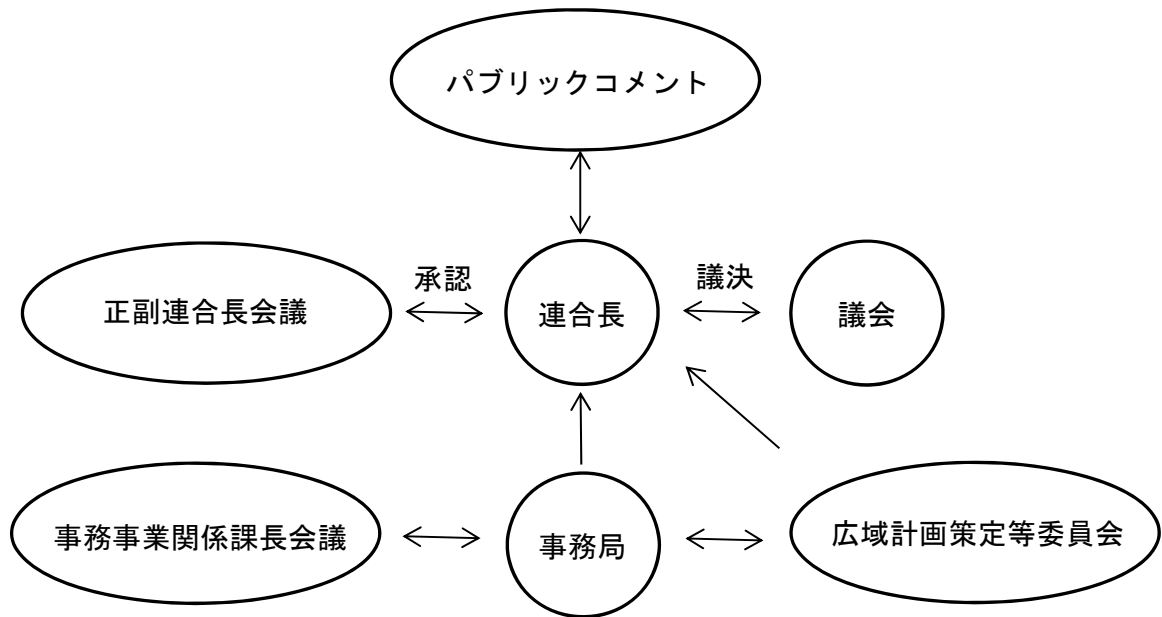 パブリックコメント
承認
議決
正副連合長会議
連合長
議会
事務事業関係課長会議
事務局
広域計画策定等委員会